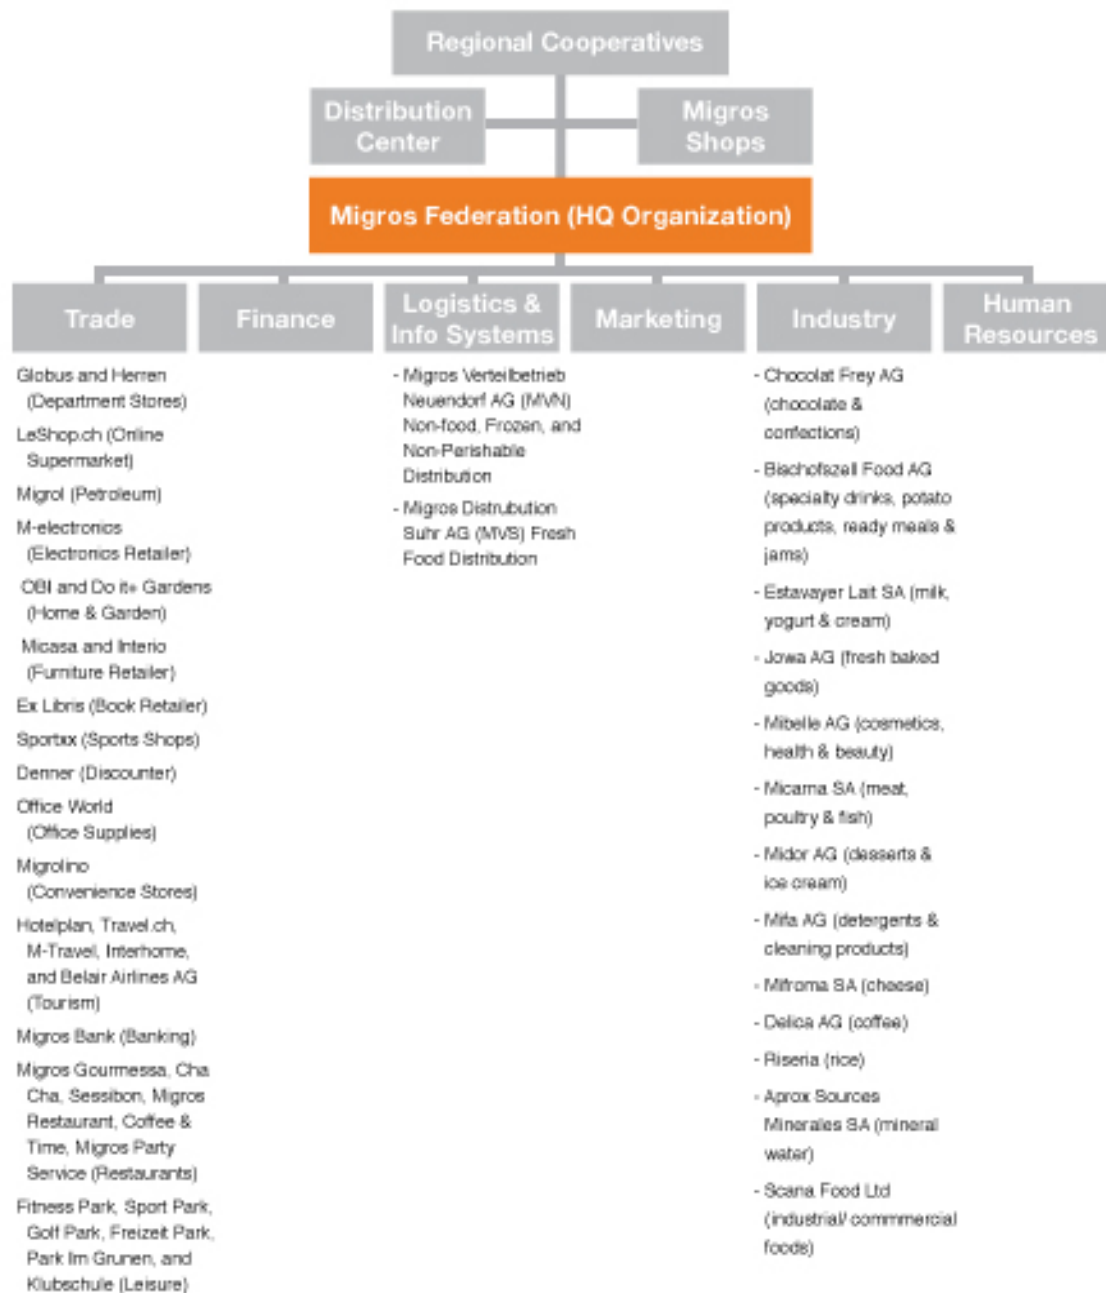 Regional Cooperatives
Distribution
Center
Migros
Shops
Migros Federation (HQ Organization)
Trade
Finance
Logistics &
Info Systems
Marketing
Industry
Human
Resources
Globus and Herren
(Department Stores)
LeShop.ch (Online
Supermarket)
Migrol (Petroleum)
M-electronics
(Electronics Retailer)
OBI and Do it+ Gardens
(Home & Garden)
Micasa and Interio
(Furniture Retailer)
Ex Libris (Book Retailer)
Sportxx (Sports Shops)
Denner (Discounter)
Office World
(Office Supplies)
Migrolino
(Convenience Stores)
Hotelplan, Travel.ch,
M-Travel, Interhome,
and Belair Airlines AG
(Tourism)
Migros Bank (Banking)
Migros Gourmessa, Cha
Cha, Sessibon, Migros
Restaurant, Coffee &
Time, Migros Party
Service (Restaurants)
Fitness Park, Sport Park,
Golf Park, Freizeit Park,
Park Im Grunen, and
Klubschule (Leisure)
- Migros Verteilbetrieb
Neuendorf AG (MVN)
Non-food, Frozen, and
Non-Perishable
Distribution
- Migros Distrubution
Suhr AG (MVS) Fresh
Food Distribution
- Chocolat Frey AG
(chocolate &
confections)
- Bischofszell Food AG
(specialty drinks, potato
products, ready meals &
jams)
- Estavayer Lait SA (milk,
yogurt & cream)
- Jowa AG (fresh baked
goods)
- Mibelle AG (cosmetics,
health & beauty)
- Micarna SA (meat,
poultry & fish)
- Midor AG (desserts &
ice cream)
- Mifa AG (detergents &
cleaning products)
- Mifroma SA (cheese)
- Delica AG (coffee)
- Riseria (rice)
- Aprox Sources
Minerales SA (mineral
water)
- Scana Food Ltd
(industrial/ commmercial
foods)